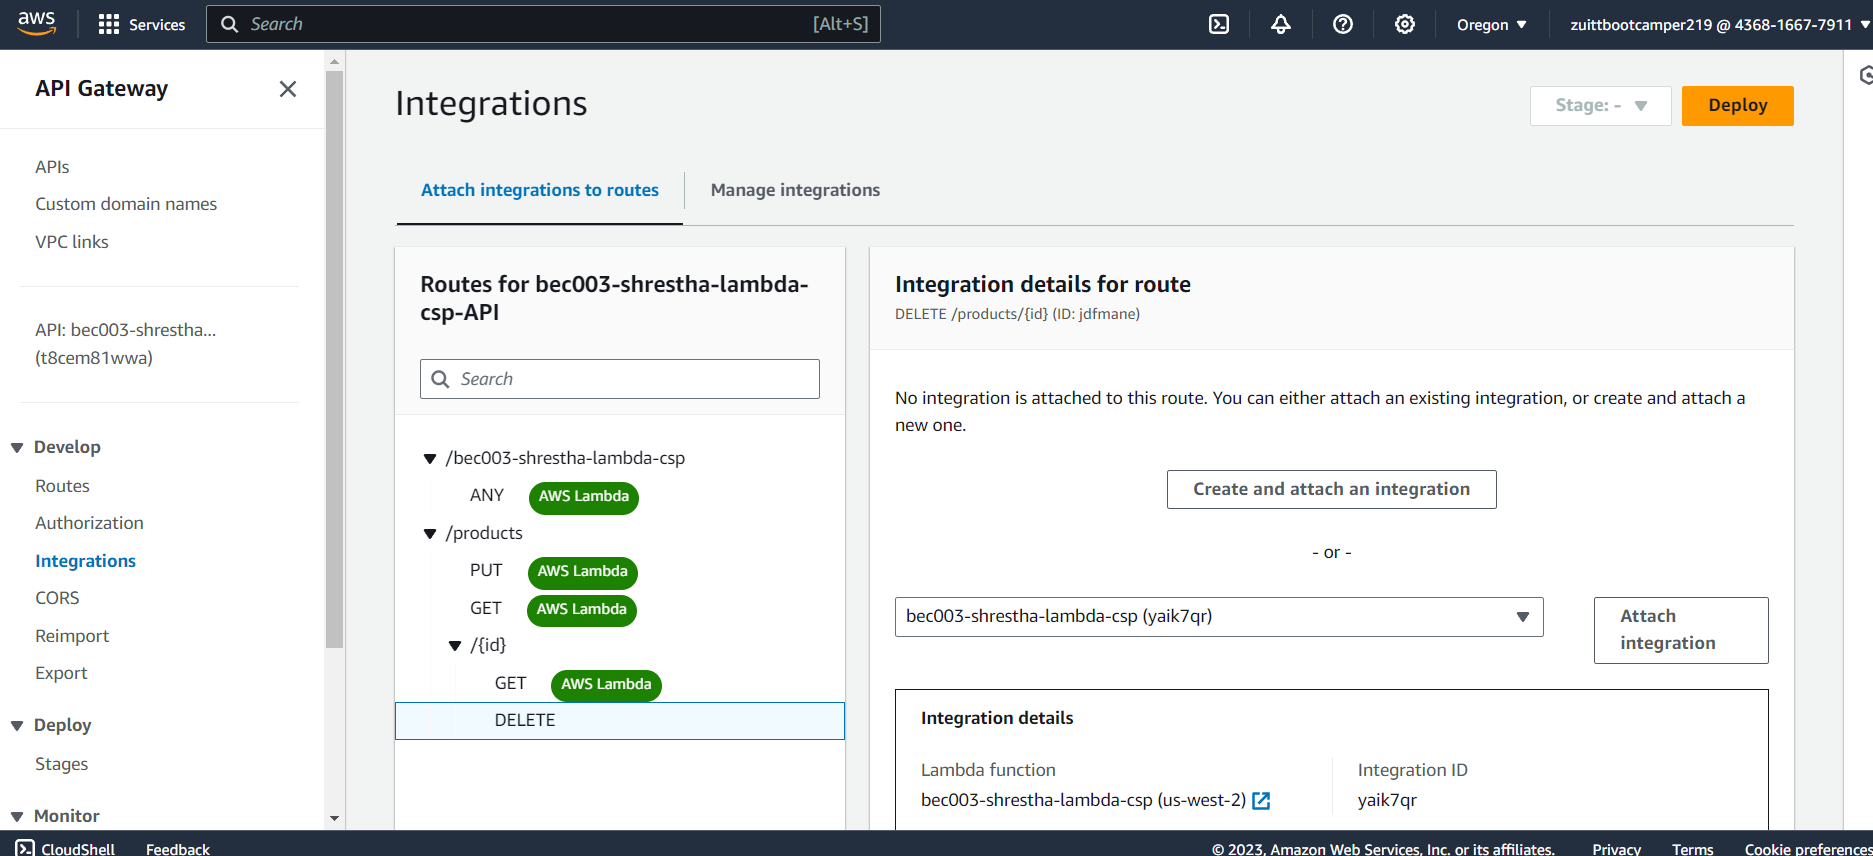 aws
Services
Search
[Alt+S]
Oregon
zuittbootcamper219 @ 4368-1667-7911
API Gateway
APIs
Custom domain names
VPC links
API: bec003-shrestha...
(t8cem81wwa)
Develop
Routes
Authorization
Integrations
CORS
Reimport
Export
Deploy
Stages
Monitor
Integrations
Stage: -
Deploy
Attach integrations to routes
Manage integrations
Routes for bec003-shrestha-lambda-
csp-API
Search
/bec003-shrestha-lambda-csp
ANY AWS Lambda
/products
PUT AWS Lambda
GET AWS Lambda
/{id}
GET AWS Lambda
DELETE
Integration details for route
DELETE /products/{id} (ID: jdfmane)
No integration is attached to this route. You can either attach an existing integration, or create and attach a
new one.
Create and attach an integration
- or -
bec003-shrestha-lambda-csp (yaik7qr)
Attach
integration
Integration details
Lambda function
bec003-shrestha-lambda-csp (us-west-2)
Integration ID
yaik7qr
CloudShell
Feedback
© 2023, Amazon Web Services, Inc. or its affiliates.
Privacy
Terms
Cookie preferences